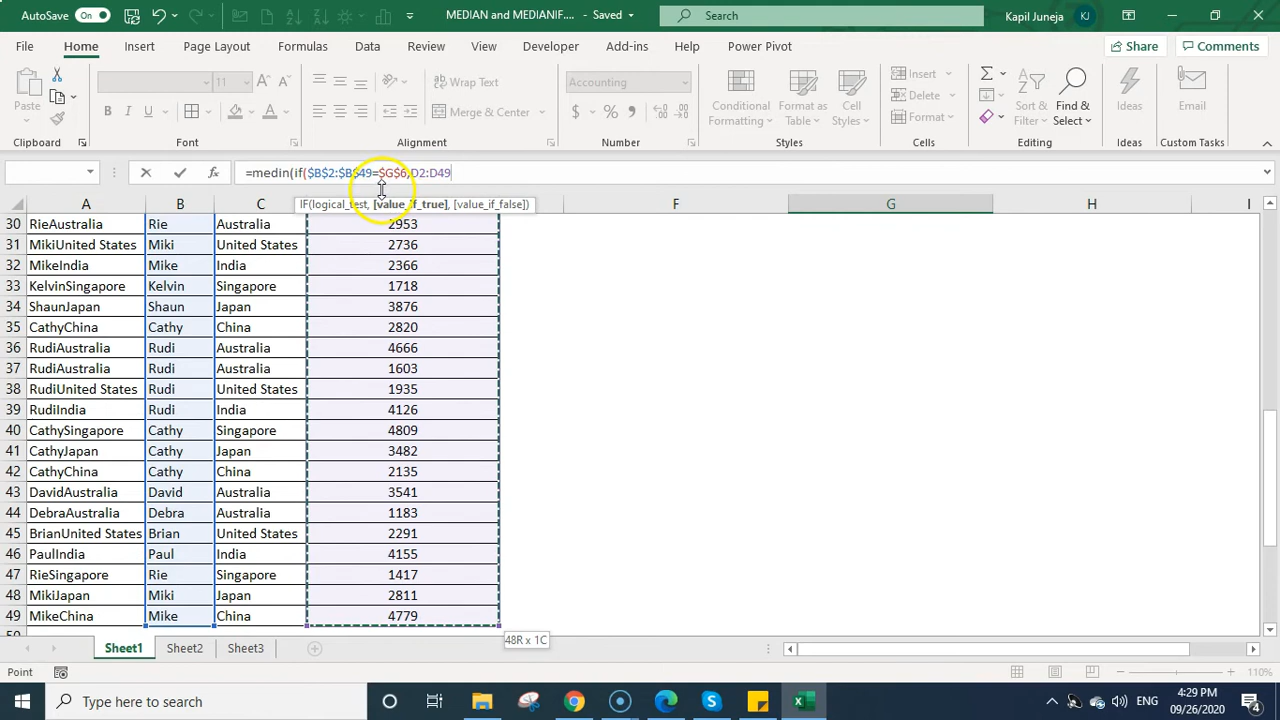 AutoSave On MEDIAN and MEDIANIF.... - Saved Search Kapil Juneja KJ
File Home Insert Page Layout Formulas Data Review View Developer Add-ins Help Power Pivot Share Comments
Paste 11 Wrap Text Accounting Conditional Formatting Format as Table Cell Styles Insert Sort & Filter Find & Select Ideas Email
B I U Merge & Center $ % Delete
Format
Clipboard Font Alignment Number Styles Cells Editing Ideas Custom Tasks
=medin(if($B$2:$B$49=$G$6,D2:D49
IF(logical_test, [value_if_true], [value_if_false])
A B C F G H I
30 RieAustralia Rie Australia 2953
31 MikiUnited States Miki United States 2736
32 MikeIndia Mike India 2366
33 KelvinSingapore Kelvin Singapore 1718
34 ShaunJapan Shaun Japan 3876
35 CathyChina Cathy China 2820
36 RudiAustralia Rudi Australia 4666
37 RudiAustralia Rudi Australia 1603
38 RudiUnited States Rudi United States 1935
39 RudiIndia Rudi India 4126
40 CathySingapore Cathy Singapore 4809
41 CathyJapan Cathy Japan 3482
42 CathyChina Cathy China 2135
43 DavidAustralia David Australia 3541
44 DebraAustralia Debra Australia 1183
45 BrianUnited States Brian United States 2291
46 PaulIndia Paul India 4155
47 RieSingapore Rie Singapore 1417
48 MikiJapan Miki Japan 2811
49 MikeChina Mike China 4779
48R x 1C
Sheet1 Sheet2 Sheet3
Point 110%
Type here to search ENG 4:29 PM
09/26/2020 4